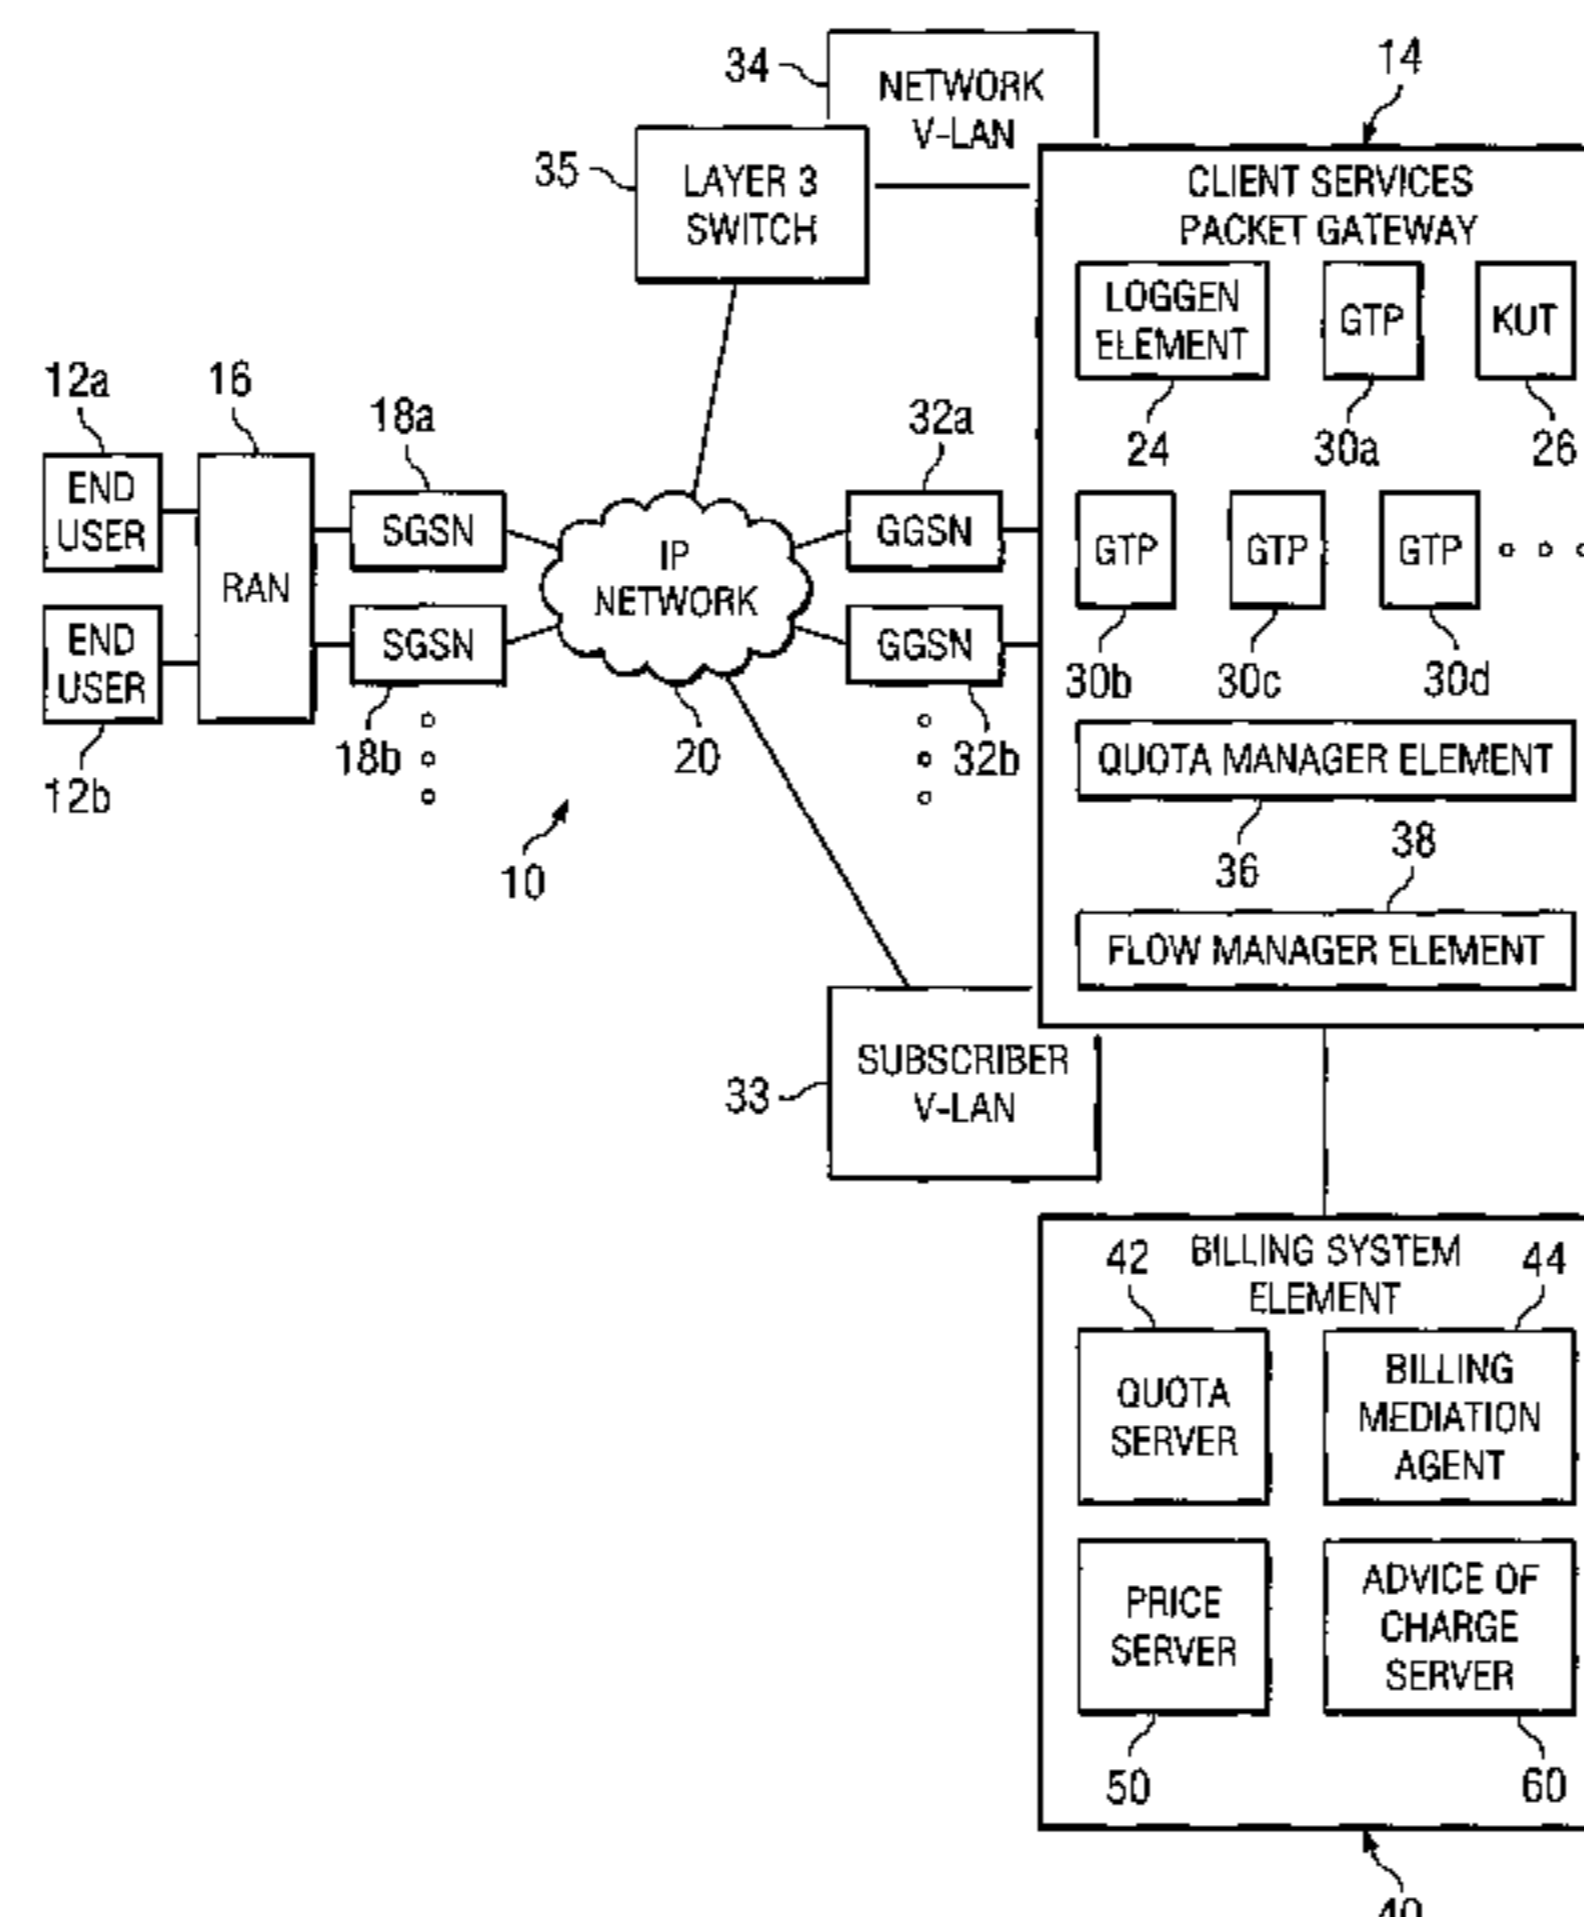 34
NETWORK
V-LAN
14
35
LAYER 3
SWITCH
CLIENT SERVICES
PACKET GATEWAY
LOGGEN
ELEMENT
GTP
KUT
24
30a
26
12a
16
18a
32a
END
USER
RAN
SGSN
IP
NETWORK
GGSN
GTP
GTP
GTP
END
USER
SGSN
GGSN
30b
30c
30d
12b
18b
20
32b
QUOTA MANAGER ELEMENT
10
36
38
FLOW MANAGER ELEMENT
33
SUBSCRIBER
V-LAN
42
BILLING SYSTEM
ELEMENT
44
QUOTA
SERVER
BILLING
MEDIATION
AGENT
PRICE
SERVER
ADVICE OF
CHARGE
SERVER
50
60
40